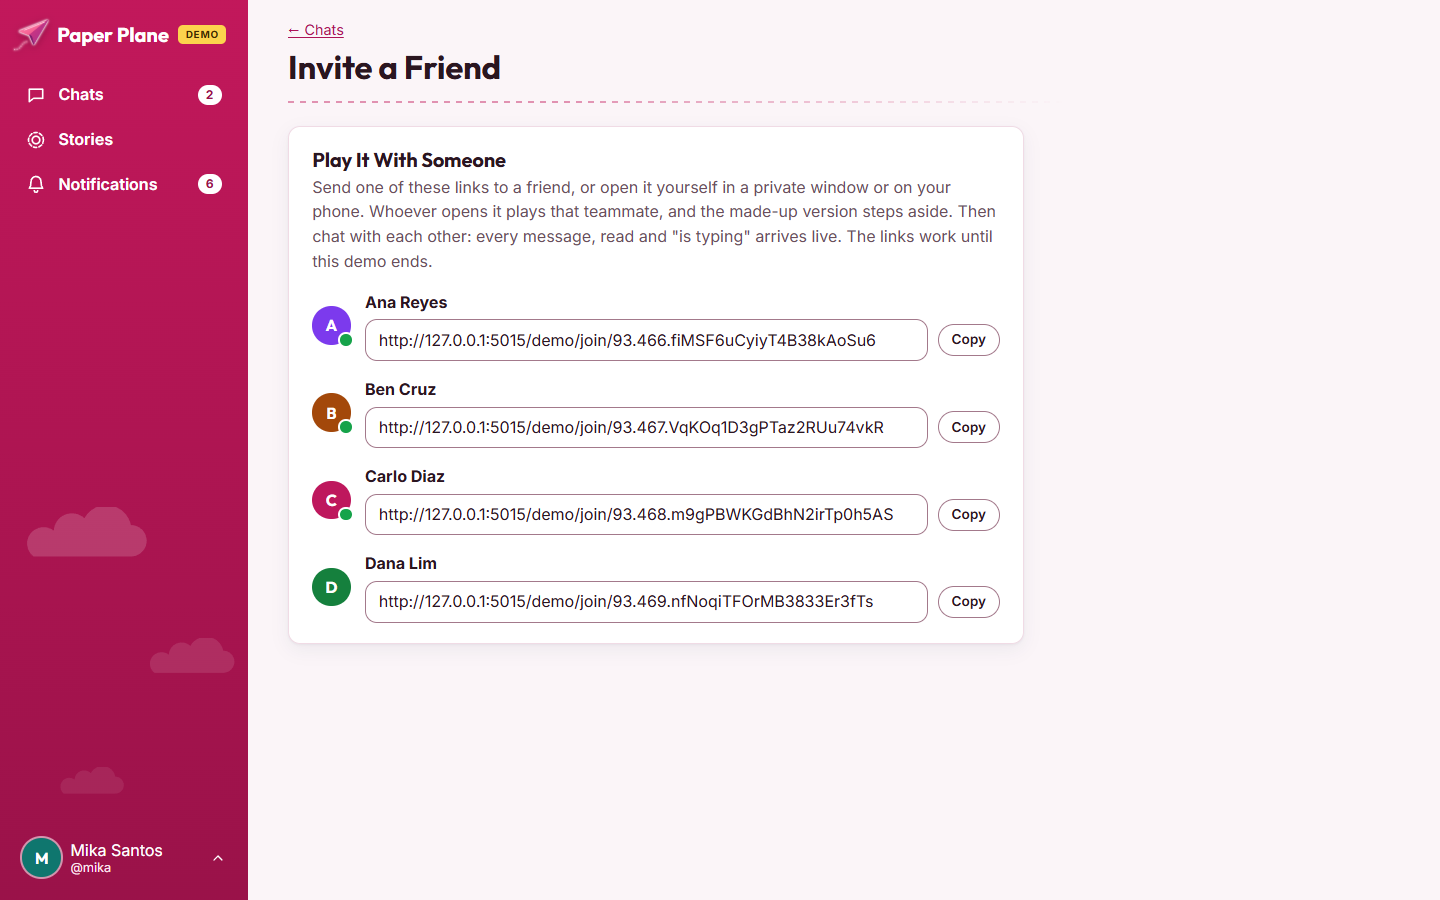 Paper Plane DEMO
Chats 2
Stories
Notifications 6
← Chats
Invite a Friend
Play It With Someone
Send one of these links to a friend, or open it yourself in a private window or on your
phone. Whoever opens it plays that teammate, and the made-up version steps aside. Then
chat with each other: every message, read and "is typing" arrives live. The links work until
this demo ends.
Ana Reyes
A http://127.0.0.1:5015/demo/join/93.466.fiMSF6uCyiyT4B38kAoSu6 Copy
Ben Cruz
B http://127.0.0.1:5015/demo/join/93.467.VqKOq1D3gPTaz2RUu74vkR Copy
Carlo Diaz
C http://127.0.0.1:5015/demo/join/93.468.m9gPBWKGdBhN2irTp0h5AS Copy
Dana Lim
D http://127.0.0.1:5015/demo/join/93.469.nfNoqiTFOrMB3833Er3fTs Copy
M Mika Santos
@mika